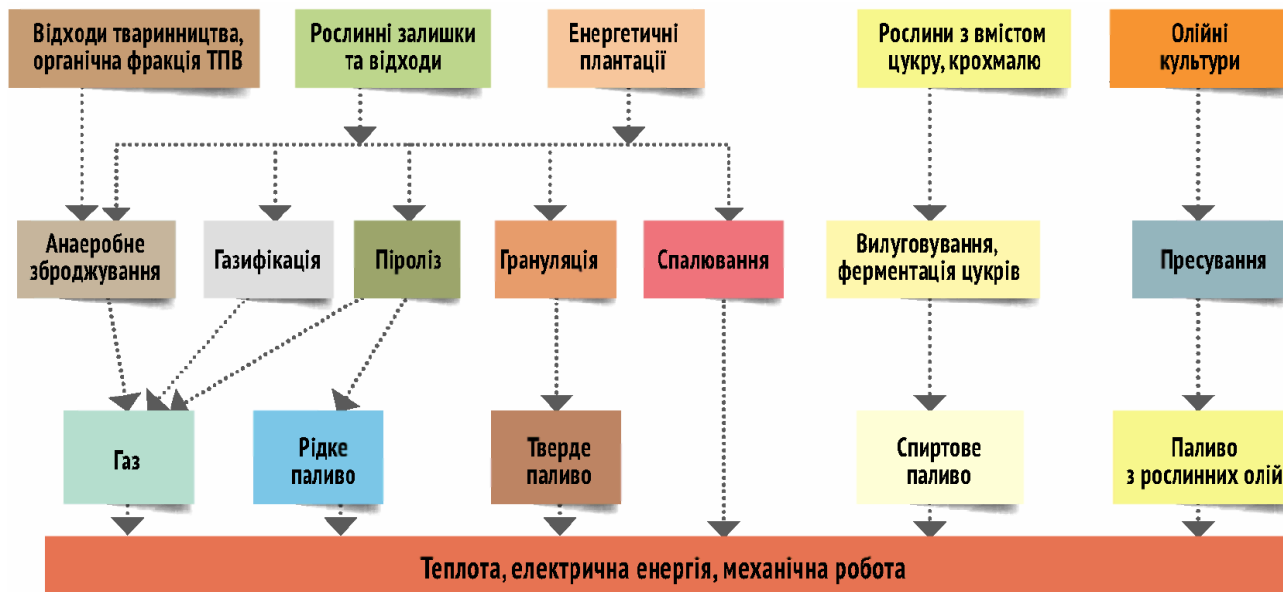 Відходи тваринництва,
органічна фракція ТПВ
Рослинні залишки
та відходи
Енергетичні
плантації
Рослини з вмістом
цукру, крохмалю
Олійні
культури
Анаеробне
зброджування
Газифікація
Піроліз
Грануляція
Спалювання
Вилуговування,
ферментація цукрів
Пресування
Газ
Рідке
паливо
Тверде
паливо
Спиртове
паливо
Паливо
з рослинних олій
Теплота, електрична енергія, механічна робота